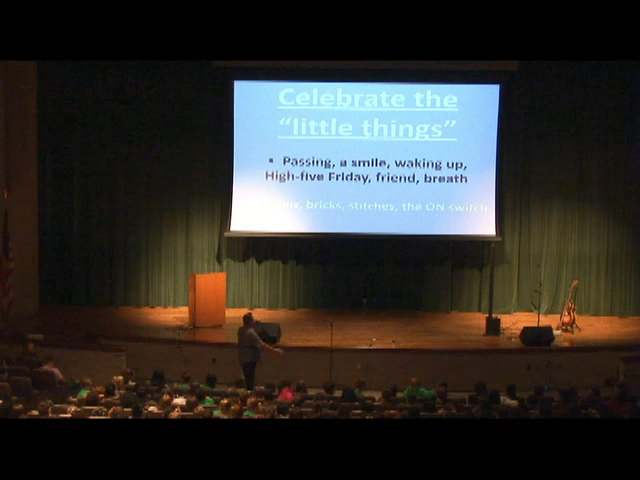 Celebrate the
“little things”
▪ Passing, a smile, waking up,
High-five Friday, friend, breath
bricks, stitches, the ON switch